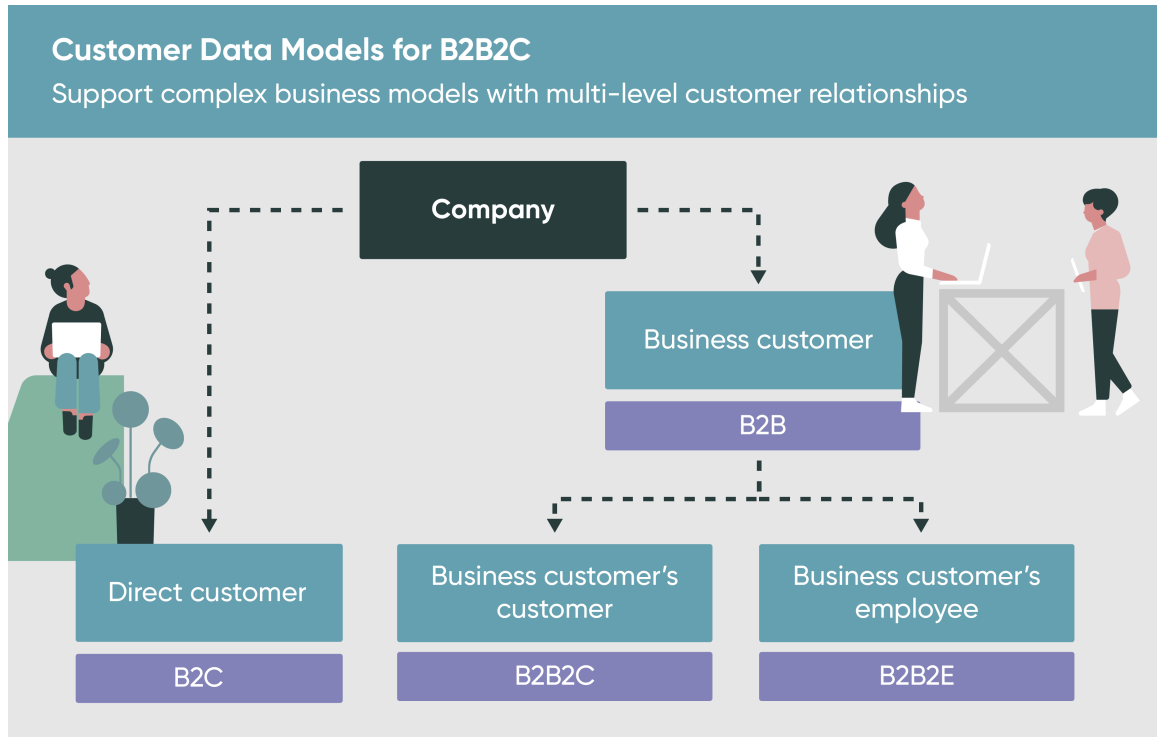 Customer Data Models for B2B2C
Support complex business models with multi-level customer relationships
Company
Business customer
B2B
Direct customer
B2C
Business customer’s
customer
B2B2C
Business customer’s
employee
B2B2E